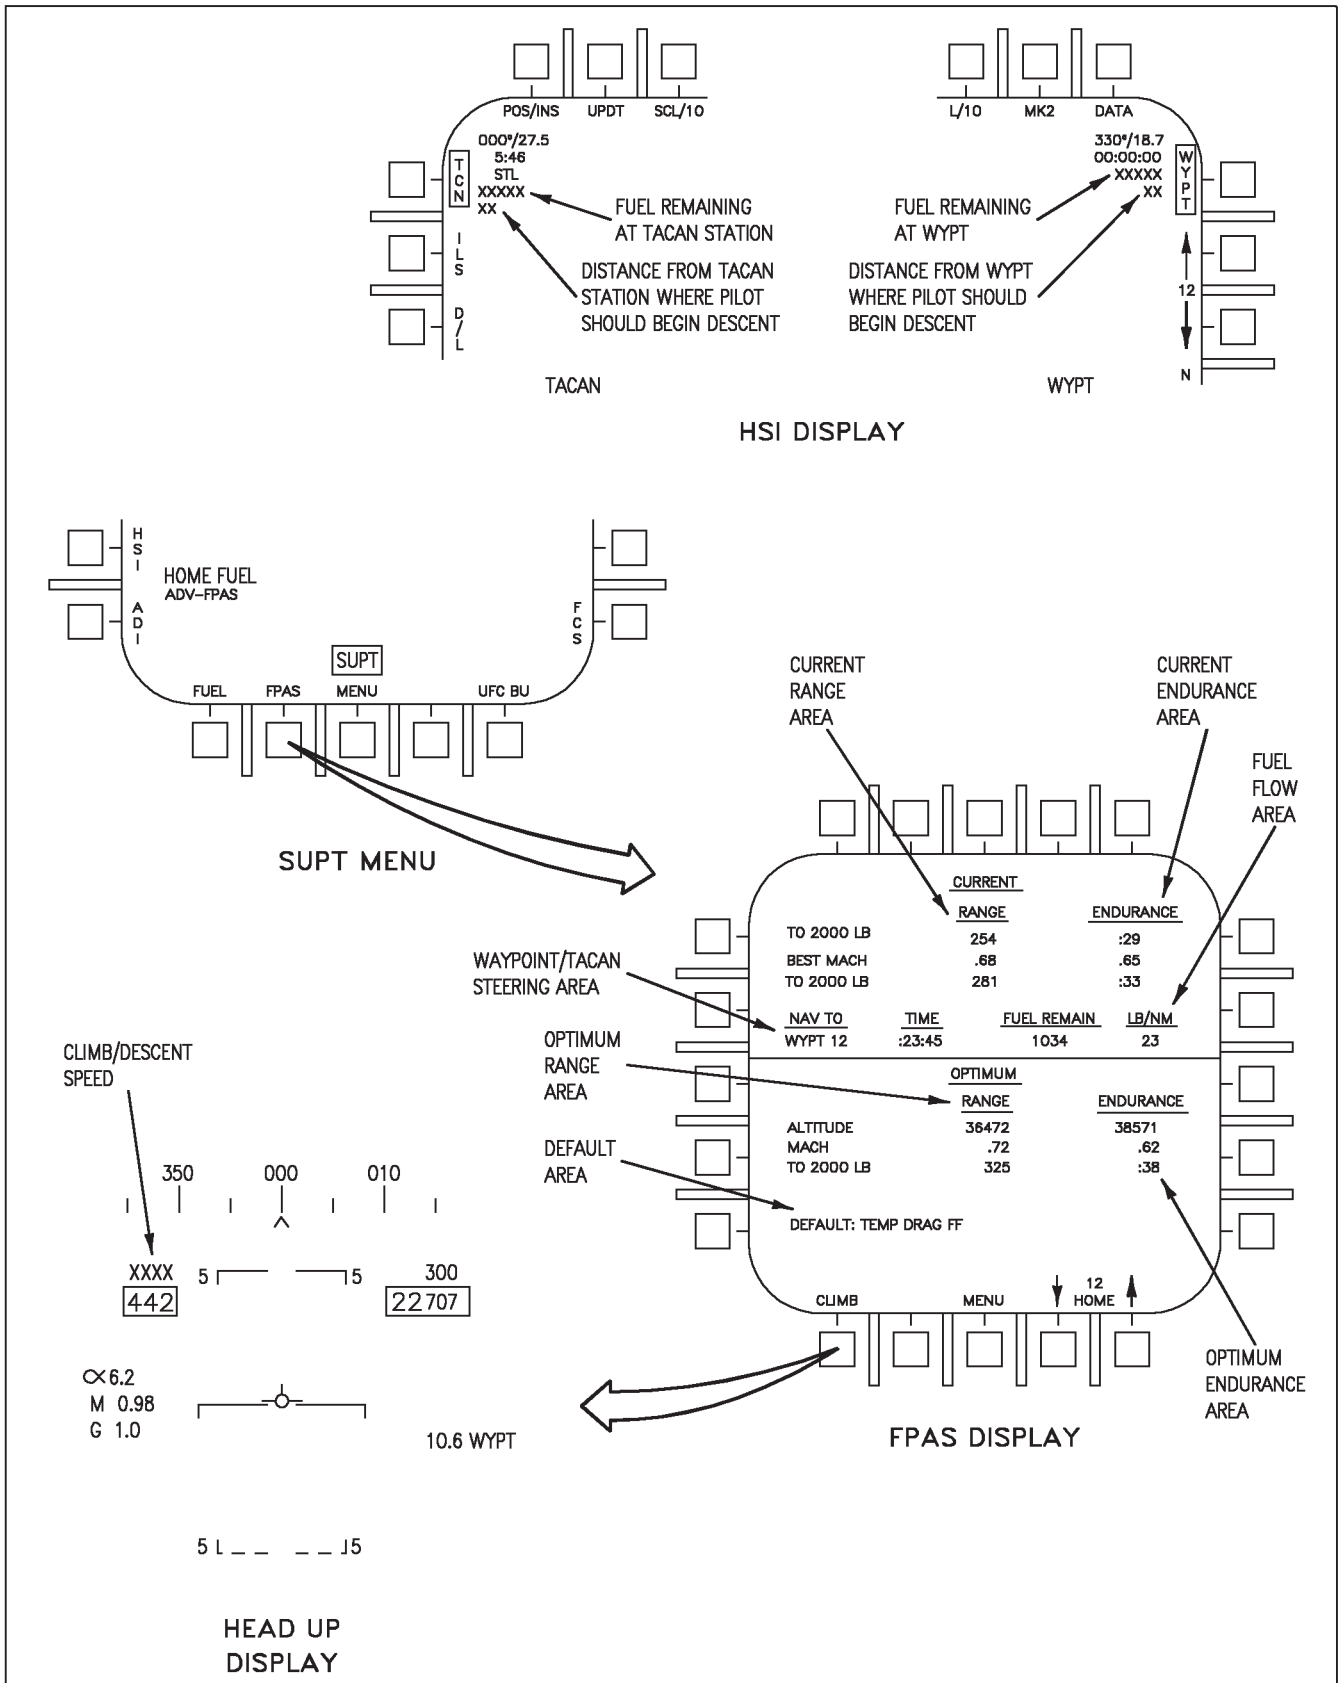 POS/INS UPDT SCL/10
000°/27.5
5:46
STL
XXXXX
XX
TCN
ILS
D/L
FUEL REMAINING
AT TACAN STATION
DISTANCE FROM TACAN
STATION WHERE PILOT
SHOULD BEGIN DESCENT
TACAN
L/10 MK2 DATA
330°/18.7
00:00:00
XXXXX
XX
WYPT
12
N
FUEL REMAINING
AT WYPT
DISTANCE FROM WYPT
WHERE PILOT SHOULD
BEGIN DESCENT
WYPT
HSI DISPLAY
HSI
ADI
HOME FUEL
ADV-FPAS
FCS
SUPT
FUEL FPAS MENU UFC BU
SUPT MENU
CURRENT
RANGE
AREA
CURRENT
ENDURANCE
AREA
FUEL
FLOW
AREA
WAYPOINT/TACAN
STEERING AREA
OPTIMUM
RANGE
AREA
DEFAULT
AREA
CURRENT
RANGE ENDURANCE
TO 2000 LB 254 :29
BEST MACH .68 .65
TO 2000 LB 281 :33
NAV TO TIME FUEL REMAIN LB/NM
WYPT 12 :23:45 1034 23
OPTIMUM
RANGE ENDURANCE
ALTITUDE 36472 38571
MACH .72 .62
TO 2000 LB 325 :38
DEFAULT: TEMP DRAG FF
12
CLIMB MENU HOME
OPTIMUM
ENDURANCE
AREA
FPAS DISPLAY
CLIMB/DESCENT
SPEED
350 000 010
XXXX 5 5 300
442 22707
∝ 6.2
M 0.98
G 1.0
10.6 WYPT
5 5
HEAD UP
DISPLAY